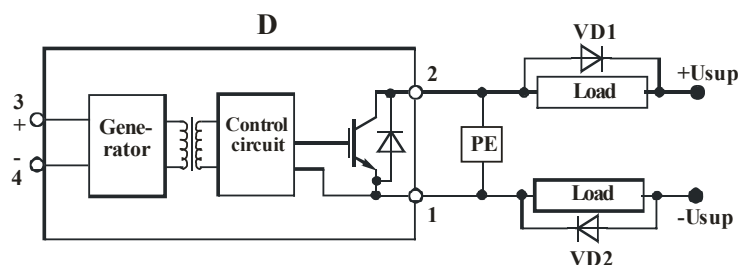 D
VD1
2
+Usup
Load
3
+
Gene-
rator
Control
circuit
PE
-
4
Load
1
-Usup
VD2